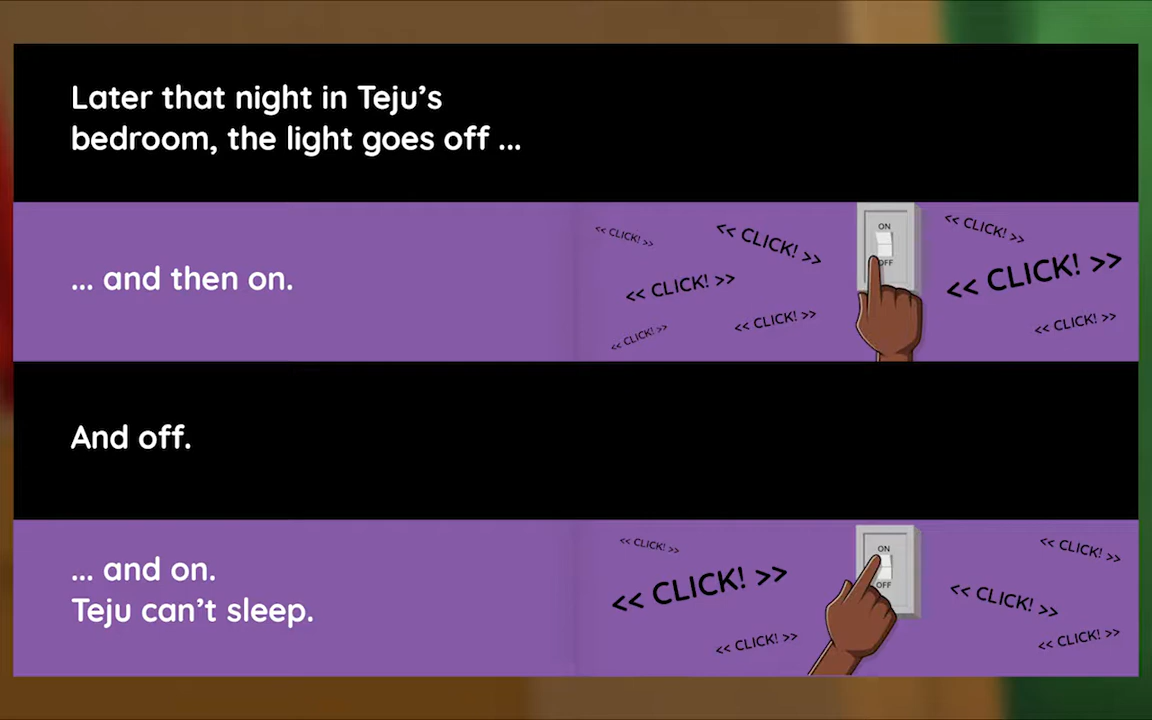 Later that night in Teju’s
bedroom, the light goes off ...
... and then on.
<< CLICK! >>
<< CLICK! >>
<< CLICK! >>
<< CLICK! >>
<< CLICK! >>
ON
OFF
<< CLICK! >>
<< CLICK! >>
<< CLICK! >>
And off.
... and on.
Teju can’t sleep.
<< CLICK! >>
<< CLICK! >>
<< CLICK! >>
ON
OFF
<< CLICK! >>
<< CLICK! >>
<< CLICK! >>